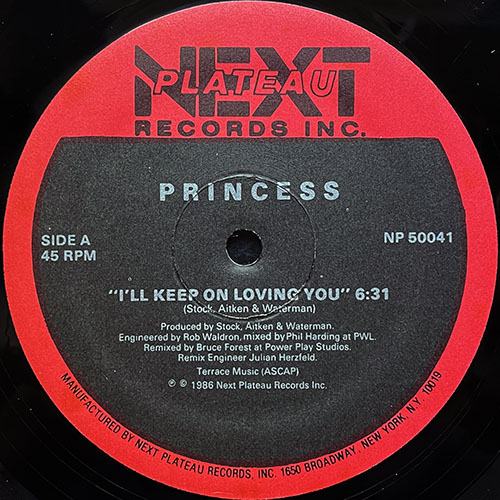 NEXT
PLATEAU
RECORDS INC.
PRINCESS
SIDE A
45 RPM
NP 50041
"I'LL KEEP ON LOVING YOU" 6:31
(Stock, Aitken & Waterman)
Produced by Stock, Aitken & Waterman.
Engineered by Rob Waldron, mixed by Phil Harding at PWL.
Remixed by Bruce Forest at Power Play Studios.
Remix Engineer Julian Herzfeld.
Terrace Music (ASCAP)
℗ © 1986 Next Plateau Records Inc.
MANUFACTURED BY NEXT PLATEAU RECORDS, INC. 1650 BROADWAY, NEW YORK, N.Y. 10019